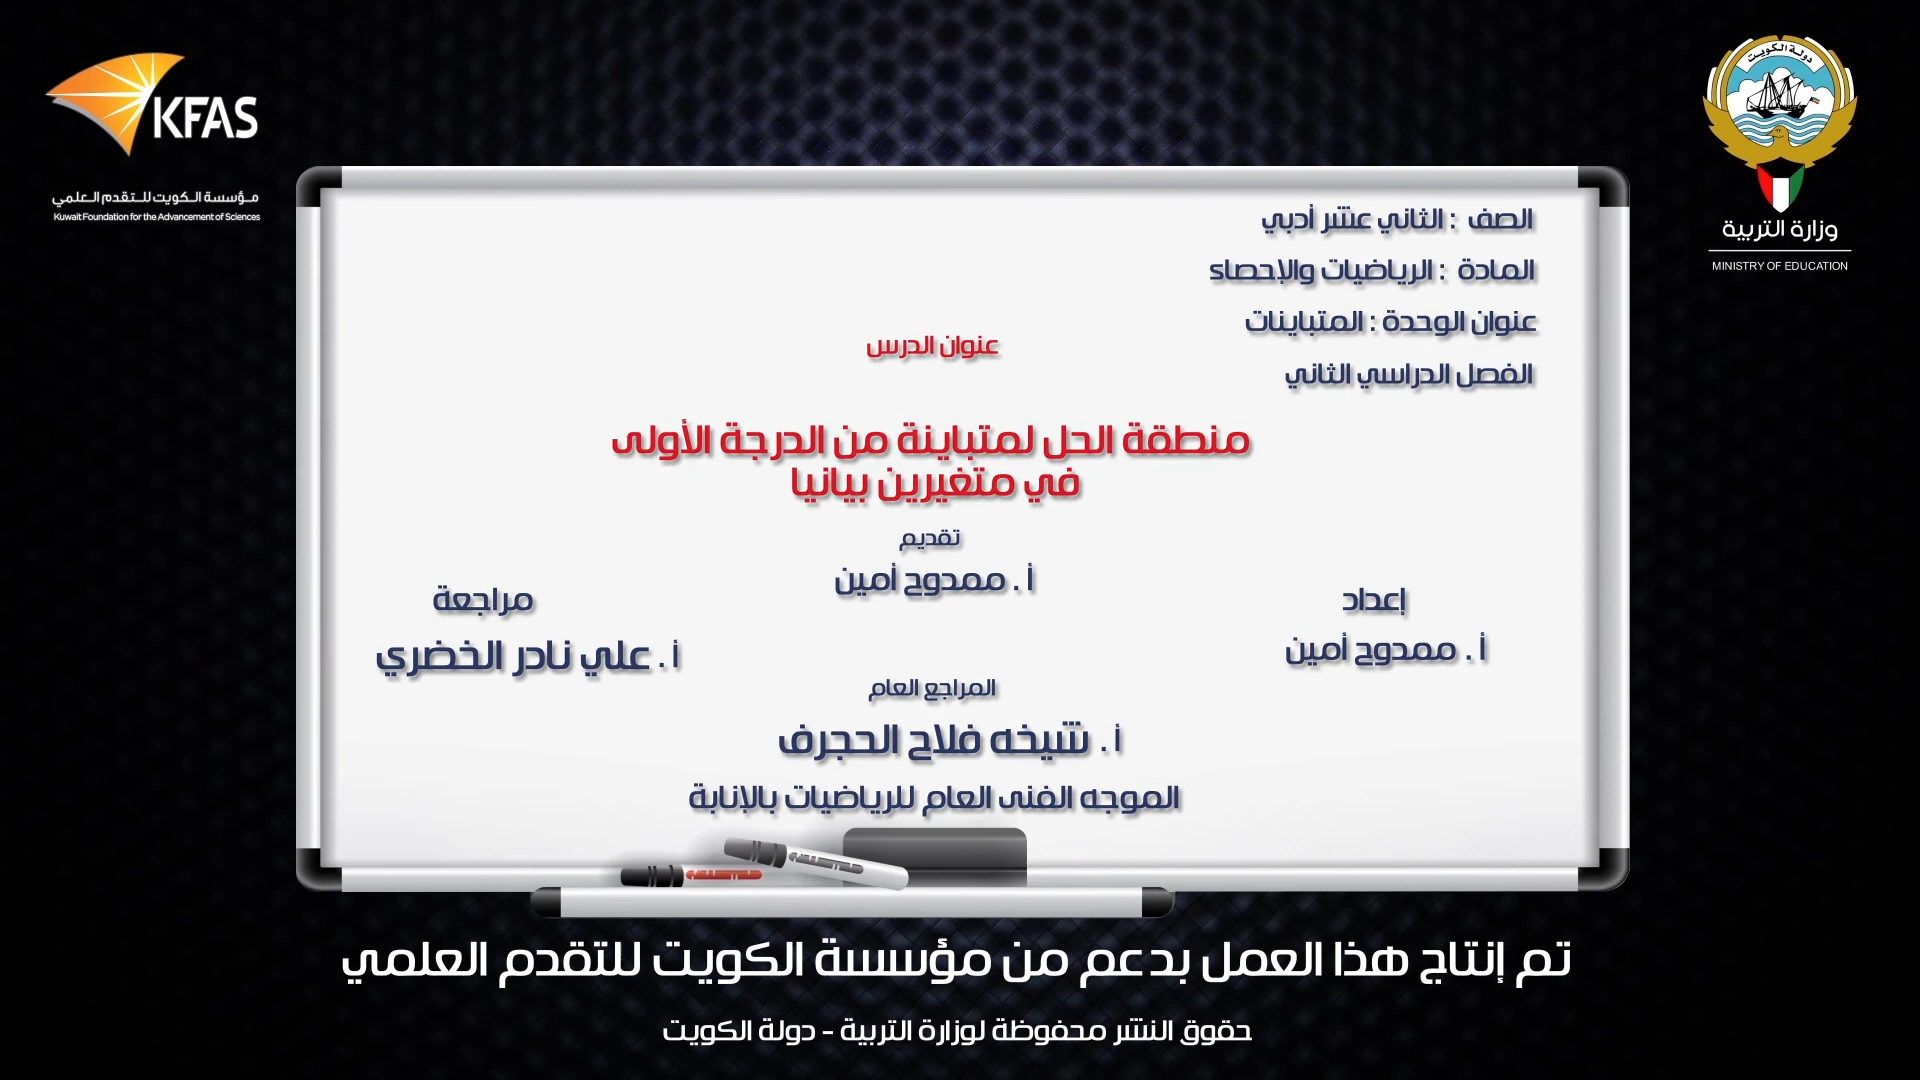 KFAS
مؤسسة الكويت للتقدم العلمي
Kuwait Foundation for the Advancement of Sciences
دولة الكويت
وزارة التربية
MINISTRY OF EDUCATION
الصف : الثاني عشر أدبي
المادة : الرياضيات والإحصاء
عنوان الوحدة : المتباينات
الفصل الدراسي الثاني
عنوان الدرس
منطقة الحل لمتباينة من الدرجة الأولى
في متغيرين بيانيا
تقديم
أ . ممدوح أمين
إعداد
أ . ممدوح أمين
مراجعة
أ . علي نادر الخضري
المراجع العام
أ . شيخه فلاح الحجرف
الموجه الفنى العام للرياضيات بالإنابة
تم إنتاج هذا العمل بدعم من مؤسسة الكويت للتقدم العلمي
حقوق النشر محفوظة لوزارة التربية - دولة الكويت